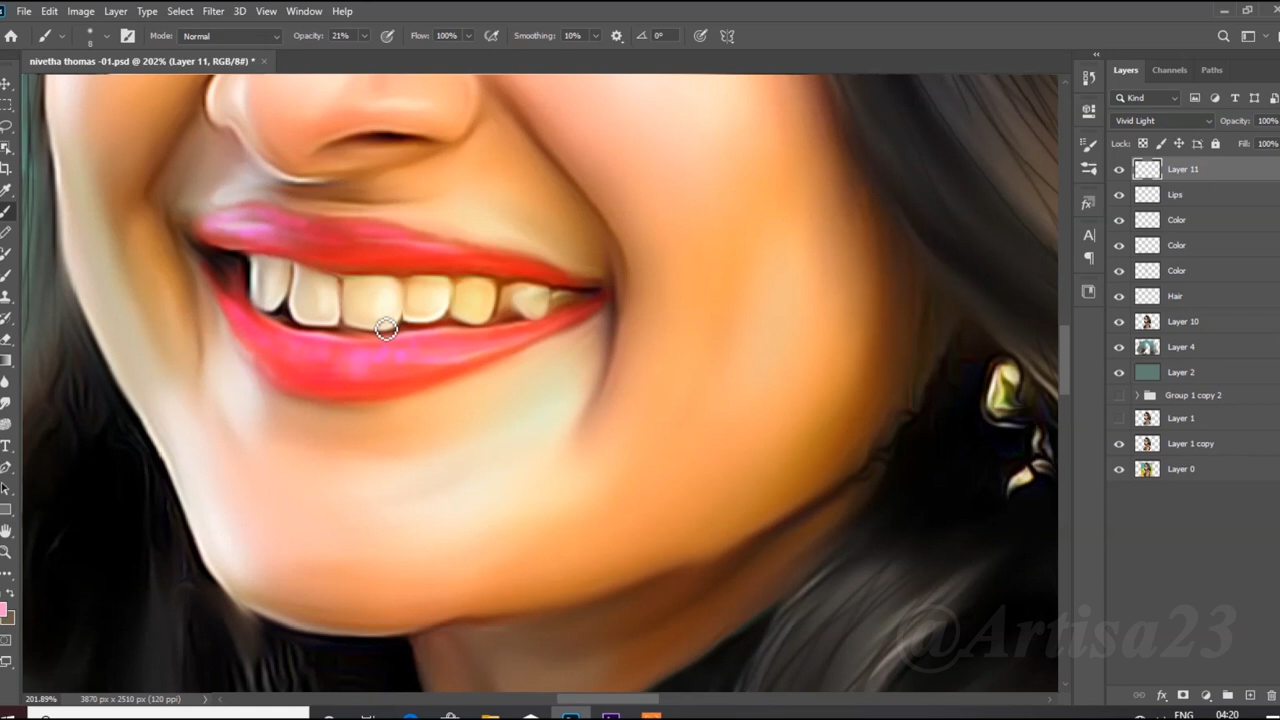 File Edit Image Layer Type Select Filter 3D View Window Help
8 Mode: Normal Opacity: 21% Flow: 100% Smoothing: 10% 0°
nivetha thomas -01.psd @ 202% (Layer 11, RGB/8#) * ×
Layers Channels Paths
Kind
Vivid Light Opacity: 100%
Lock: Fill: 100%
Layer 11
Lips
Color
Color
Color
Hair
Layer 10
Layer 4
Layer 2
Group 1 copy 2
Layer 1
Layer 1 copy
Layer 0
@Artisa23
201.89% 3870 px x 2510 px (120 ppi)
ENG 04:20